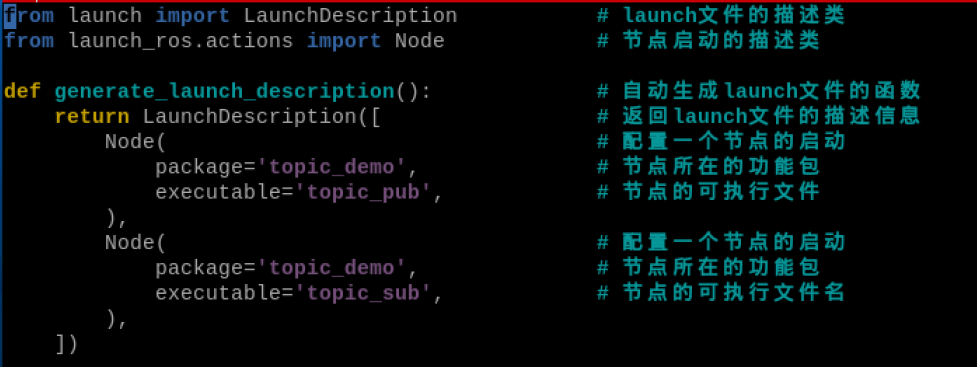 from launch import LaunchDescription           # launch文件的描述类
from launch_ros.actions import Node            # 节点启动的描述类
def generate_launch_description():             # 自动生成launch文件的函数
    return LaunchDescription([                 # 返回launch文件的描述信息
        Node(                                  # 配置一个节点的启动
            package='topic_demo',              # 节点所在的功能包
            executable='topic_pub',            # 节点的可执行文件
        ),
        Node(                                  # 配置一个节点的启动
            package='topic_demo',              # 节点所在的功能包
            executable='topic_sub',            # 节点的可执行文件名
        ),
    ])